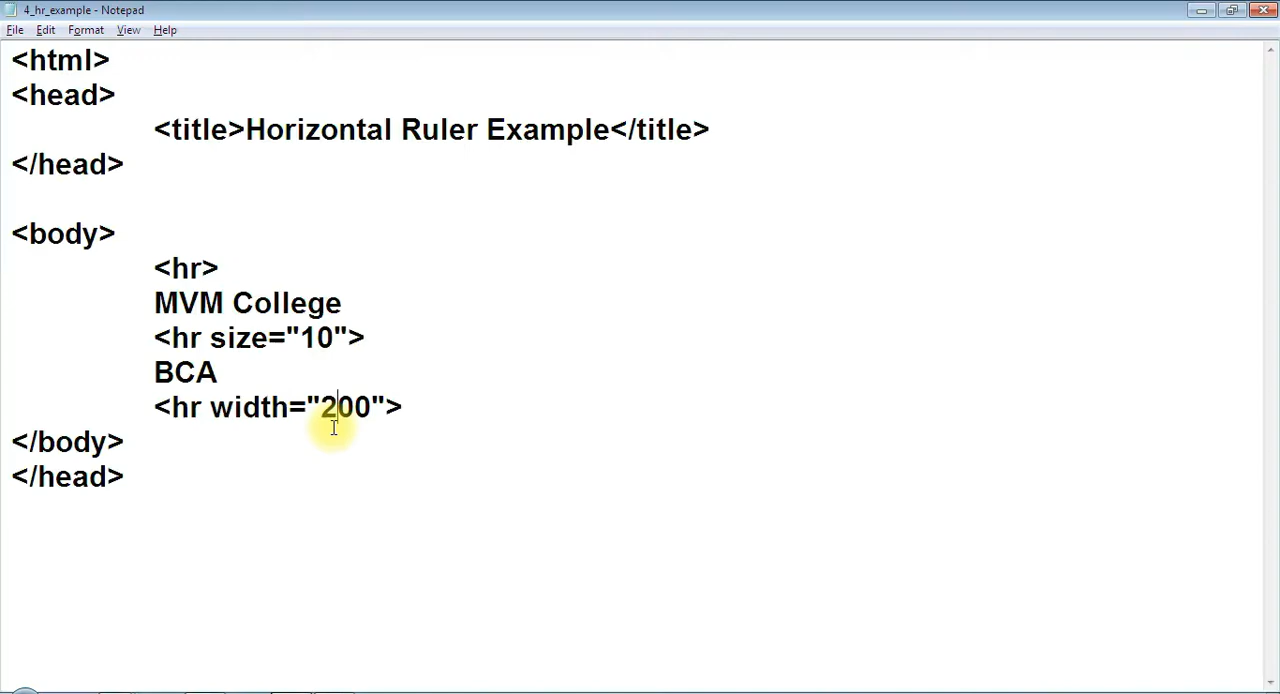 4_hr_example - Notepad
File Edit Format View Help
<html>
<head>
<title>Horizontal Ruler Example</title>
</head>
<body>
<hr>
MVM College
<hr size="10">
BCA
<hr width="200">
</body>
</head>